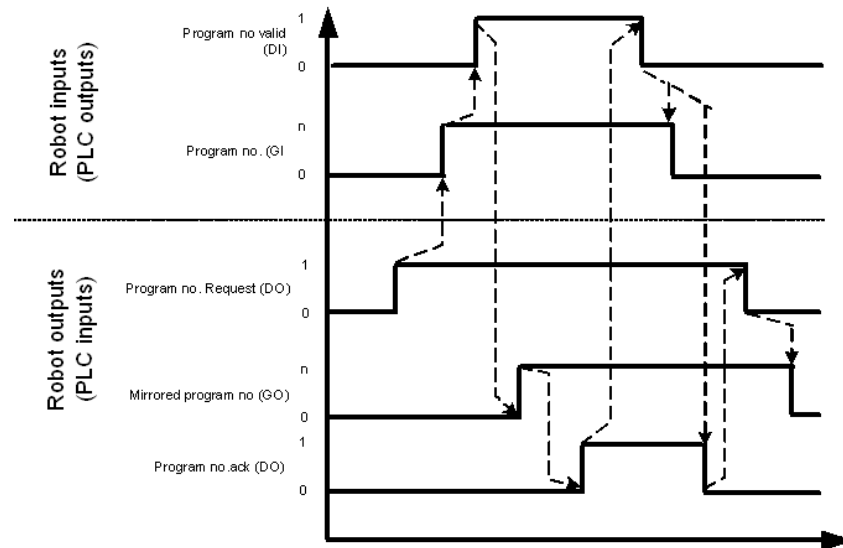 Robot inputs
(PLC outputs)
Program no valid
(DI)
1
0
Program no. (GI
n
0
Robot outputs
(PLC inputs)
Program no. Request (DO)
1
0
Mirrored program no (GO)
n
0
Program no.ack (DO)
1
0